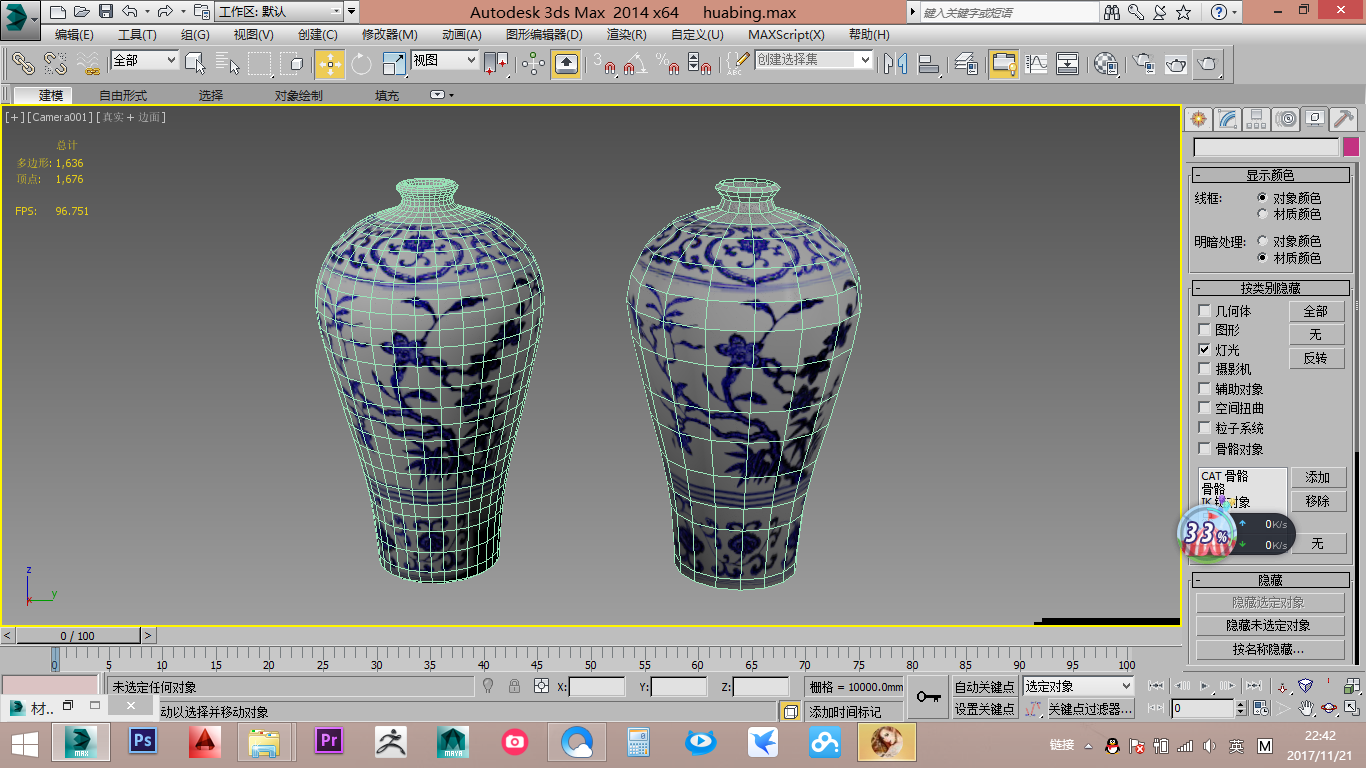 工作区: 默认
Autodesk 3ds Max 2014 x64 huabing.max
键入关键字或短语
编辑(E) 工具(T) 组(G) 视图(V) 创建(C) 修改器(M) 动画(A) 图形编辑器(D) 渲染(R) 自定义(U) MAXScript(X) 帮助(H)
全部
视图
3
创建选择集
建模 自由形式 选择 对象绘制 填充
[+] [Camera001] [真实 + 边面]
总计
多边形: 1,636
顶点: 1,676
FPS: 96.751
显示颜色
线框: 对象颜色
材质颜色
明暗处理: 对象颜色
材质颜色
按类别隐藏
几何体 全部
图形 无
灯光 反转
摄影机
辅助对象
空间扭曲
粒子系统
骨骼对象
CAT 骨骼 添加
骨骼
移除
33%
0K/s
0K/s
无
隐藏
隐藏选定对象
隐藏未选定对象
按名称隐藏...
z
y
x
< 0 / 100 >
0 5 10 15 20 25 30 35 40 45 50 55 60 65 70 75 80 85 90 95 100
未选定任何对象 X: Y: Z: 栅格 = 10000.0mm 自动关键点 选定对象
材.. 动以选择并移动对象 添加时间标记 设置关键点 关键点过滤器... 0
MAX Ps Pr MAYA
链接 英 M
22:42
2017/11/21